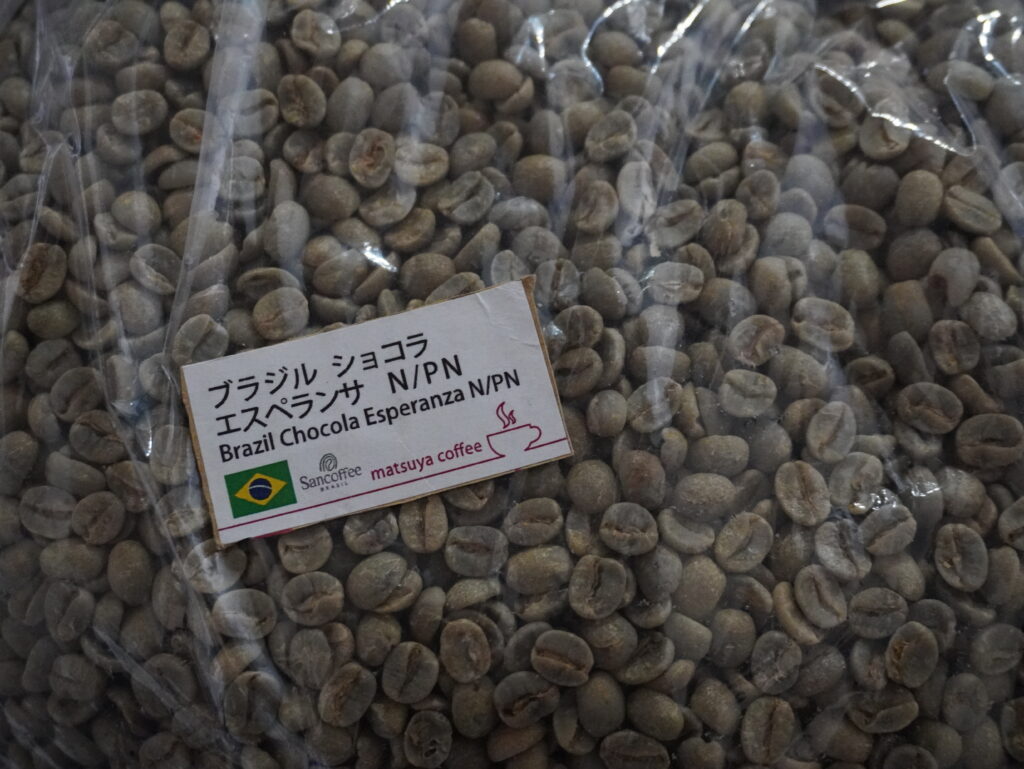 ブラジル ショコラ
エスペランサ N/PN
Brazil Chocola Esperanza N/PN
Sancoffee
BRAZIL
matsuya coffee